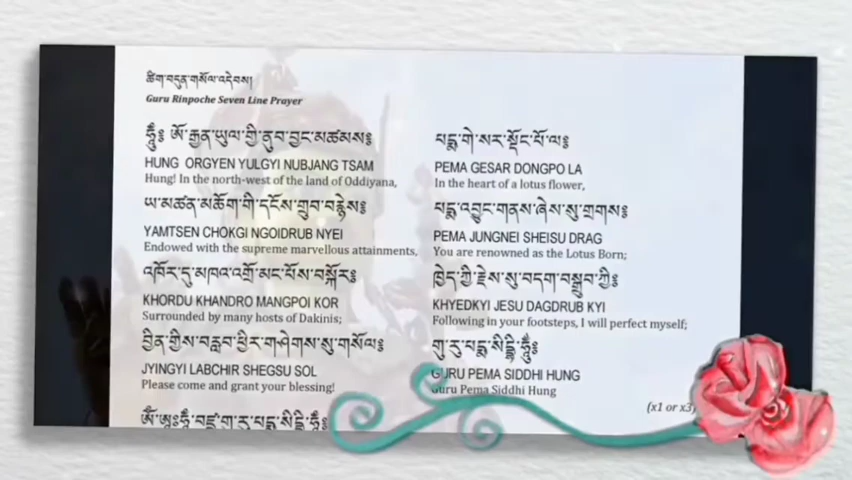 ཚིག་བདུན་གསོལ་འདེབས།
Guru Rinpoche Seven Line Prayer
ཧཱུྃ༔ ཨོ་རྒྱན་ཡུལ་གྱི་ནུབ་བྱང་མཚམས༔
HUNG ORGYEN YULGYI NUBJANG TSAM
Hung! In the north-west of the land of Oddiyana,
ཡ་མཚན་མཆོག་གི་དངོས་གྲུབ་བརྙེས༔
YAMTSEN CHOKGI NGOIDRUB NYEI
Endowed with the supreme marvellous attainments,
འཁོར་དུ་མཁའ་འགྲོ་མང་པོས་བསྐོར༔
KHORDU KHANDRO MANGPOI KOR
Surrounded by many hosts of Dakinis;
བྱིན་གྱིས་བརླབ་ཕྱིར་གཤེགས་སུ་གསོལ༔
JYINGYI LABCHIR SHEGSU SOL
Please come and grant your blessing!
ཨོཾ་ཨཱཿཧཱུྃ་བཛྲ་གུ་རུ་པདྨ་སིདྡྷི་ཧཱུྃ༔
པདྨ་གེ་སར་སྡོང་པོ་ལ༔
PEMA GESAR DONGPO LA
In the heart of a lotus flower,
པདྨ་འབྱུང་གནས་ཞེས་སུ་གྲགས༔
PEMA JUNGNEI SHEISU DRAG
You are renowned as the Lotus Born;
ཁྱེད་ཀྱི་རྗེས་སུ་བདག་བསྒྲུབ་ཀྱི༔
KHYEDKYI JESU DAGDRUB KYI
Following in your footsteps, I will perfect myself;
གུ་རུ་པདྨ་སིདྡྷི་ཧཱུྃ༔
GURU PEMA SIDDHI HUNG
Guru Pema Siddhi Hung
(x1 or x3)